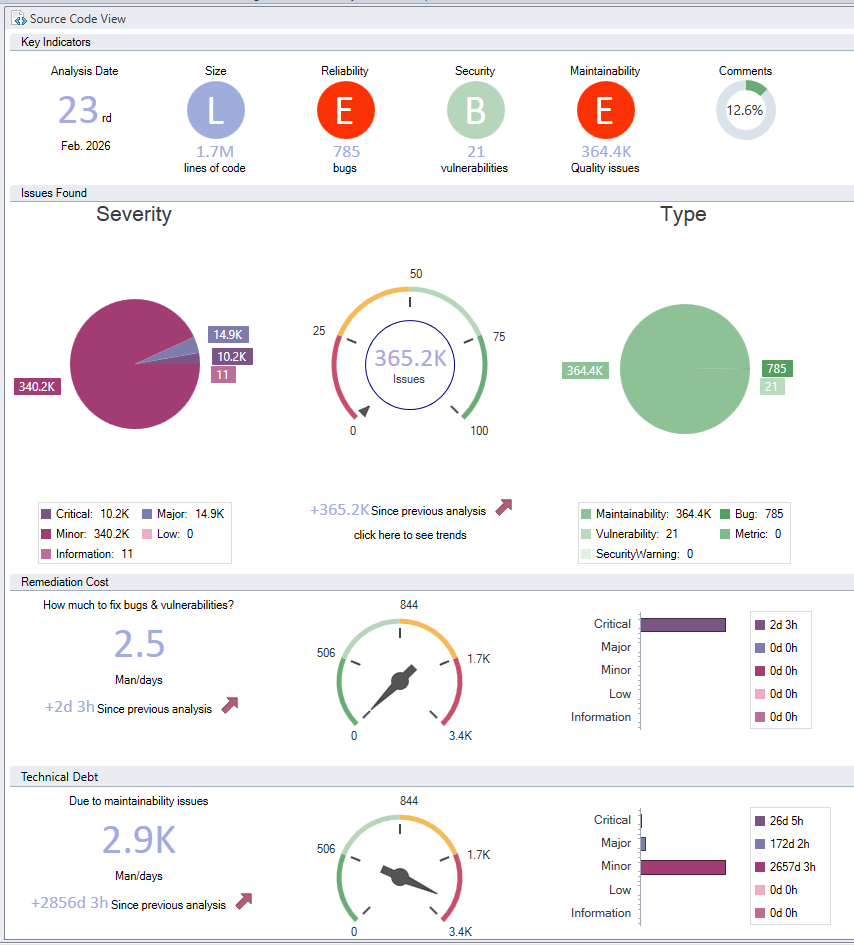 Source Code View
Key Indicators
Analysis Date
Size
Reliability
Security
Maintainability
Comments
23 rd
L
E
B
E
12.6%
Feb. 2026
1.7M
785
21
364.4K
lines of code
bugs
vulnerabilities
Quality issues
Issues Found
Severity
Type
50
25
75
14.9K
10.2K
11
340.2K
365.2K
Issues
0
100
364.4K
785
21
Critical: 10.2K
Major: 14.9K
Minor: 340.2K
Low: 0
Information: 11
+365.2K Since previous analysis
click here to see trends
Maintainability: 364.4K
Bug: 785
Vulnerability: 21
Metric: 0
SecurityWarning: 0
Remediation Cost
How much to fix bugs & vulnerabilities?
2.5
Man/days
+2d 3h Since previous analysis
844
506
1.7K
0
3.4K
Critical
Major
Minor
Low
Information
2d 3h
0d 0h
0d 0h
0d 0h
0d 0h
Technical Debt
Due to maintainability issues
2.9K
Man/days
+2856d 3h Since previous analysis
844
506
1.7K
0
3.4K
Critical
Major
Minor
Low
Information
26d 5h
172d 2h
2657d 3h
0d 0h
0d 0h